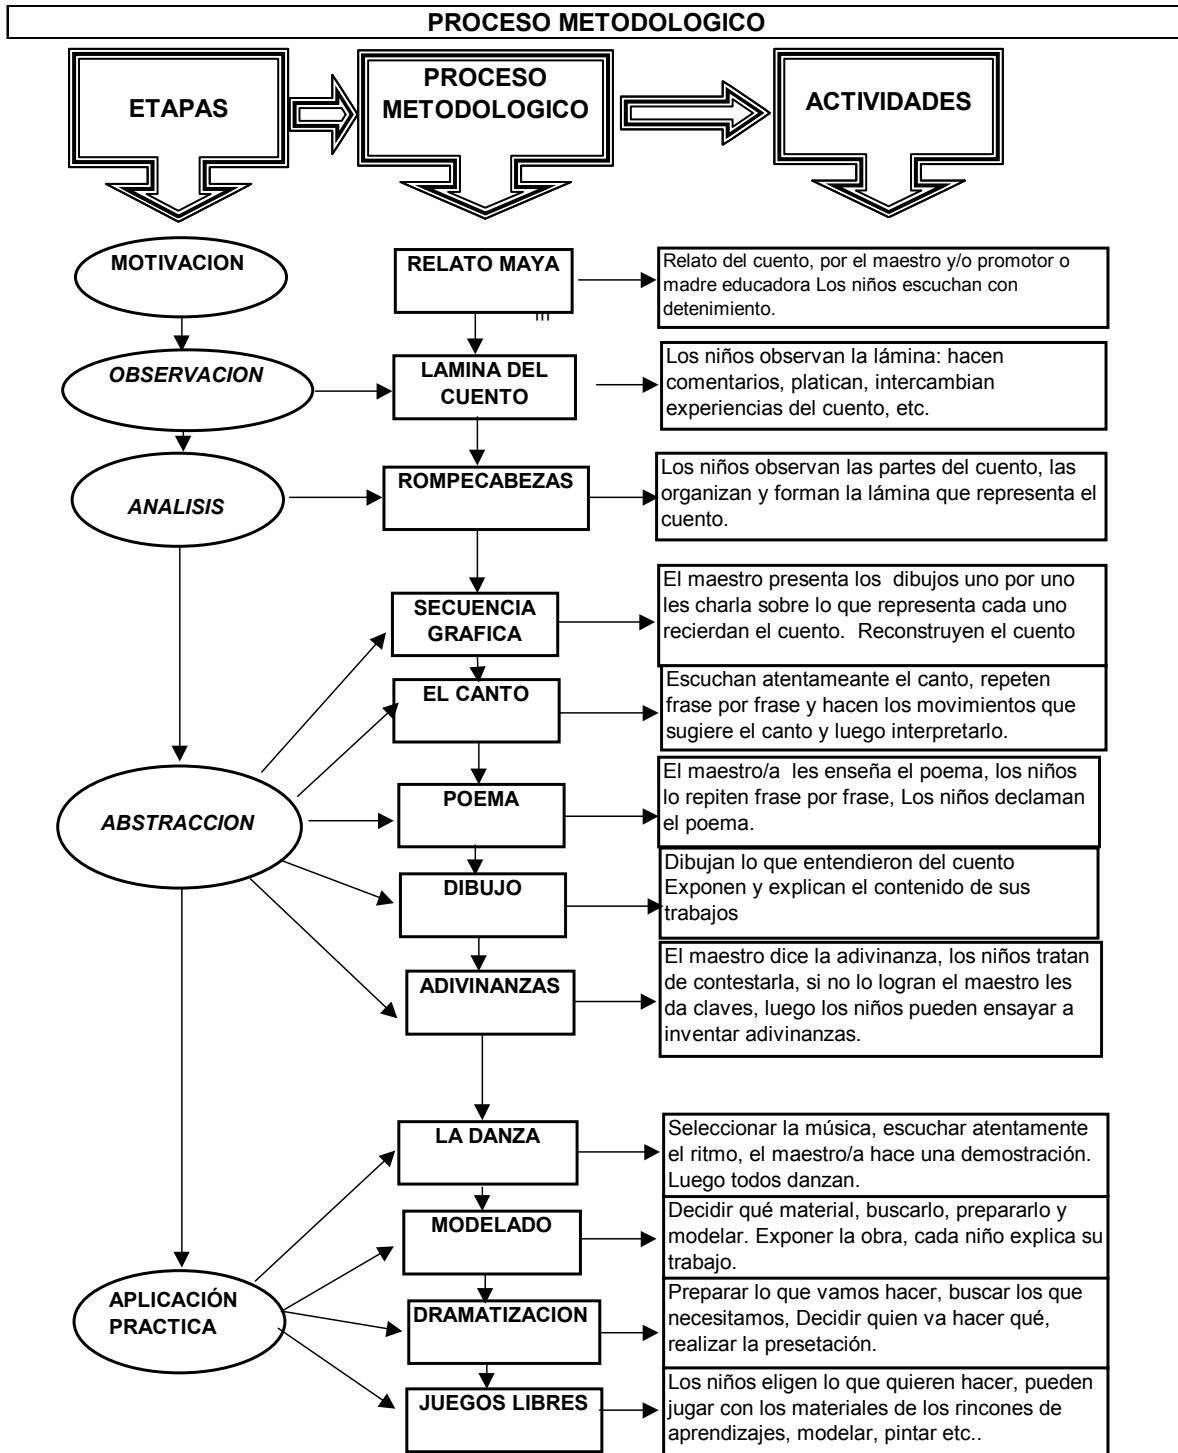 PROCESO METODOLOGICO
ETAPAS
PROCESO
METODOLOGICO
ACTIVIDADES
MOTIVACION
RELATO MAYA
Relato del cuento, por el maestro y/o promotor o
madre educadora Los niños escuchan con
detenimiento.
OBSERVACION
LAMINA DEL
CUENTO
Los niños observan la lámina: hacen
comentarios, platican, intercambian
experiencias del cuento, etc.
ANALISIS
ROMPECABEZAS
Los niños observan las partes del cuento, las
organizan y forman la lámina que representa el
cuento.
SECUENCIA
GRAFICA
El maestro presenta los  dibujos uno por uno
les charla sobre lo que representa cada uno
recierdan el cuento.  Reconstruyen el cuento
EL CANTO
Escuchan atentameante el canto, repeten
frase por frase y hacen los movimientos que
sugiere el canto y luego interpretarlo.
ABSTRACCION
POEMA
El maestro/a  les enseña el poema, los niños
lo repiten frase por frase, Los niños declaman
el poema.
DIBUJO
Dibujan lo que entendieron del cuento
Exponen y explican el contenido de sus
trabajos
ADIVINANZAS
El maestro dice la adivinanza, los niños tratan
de contestarla, si no lo logran el maestro les
da claves, luego los niños pueden ensayar a
inventar adivinanzas.
LA DANZA
Seleccionar la música, escuchar atentamente
el ritmo, el maestro/a hace una demostración.
Luego todos danzan.
MODELADO
Decidir qué material, buscarlo, prepararlo y
modelar. Exponer la obra, cada niño explica su
trabajo.
APLICACIÓN
PRACTICA
DRAMATIZACION
Preparar lo que vamos hacer, buscar los que
necesitamos, Decidir quien va hacer qué,
realizar la presetación.
JUEGOS LIBRES
Los niños eligen lo que quieren hacer, pueden
jugar con los materiales de los rincones de
aprendizajes, modelar, pintar etc..